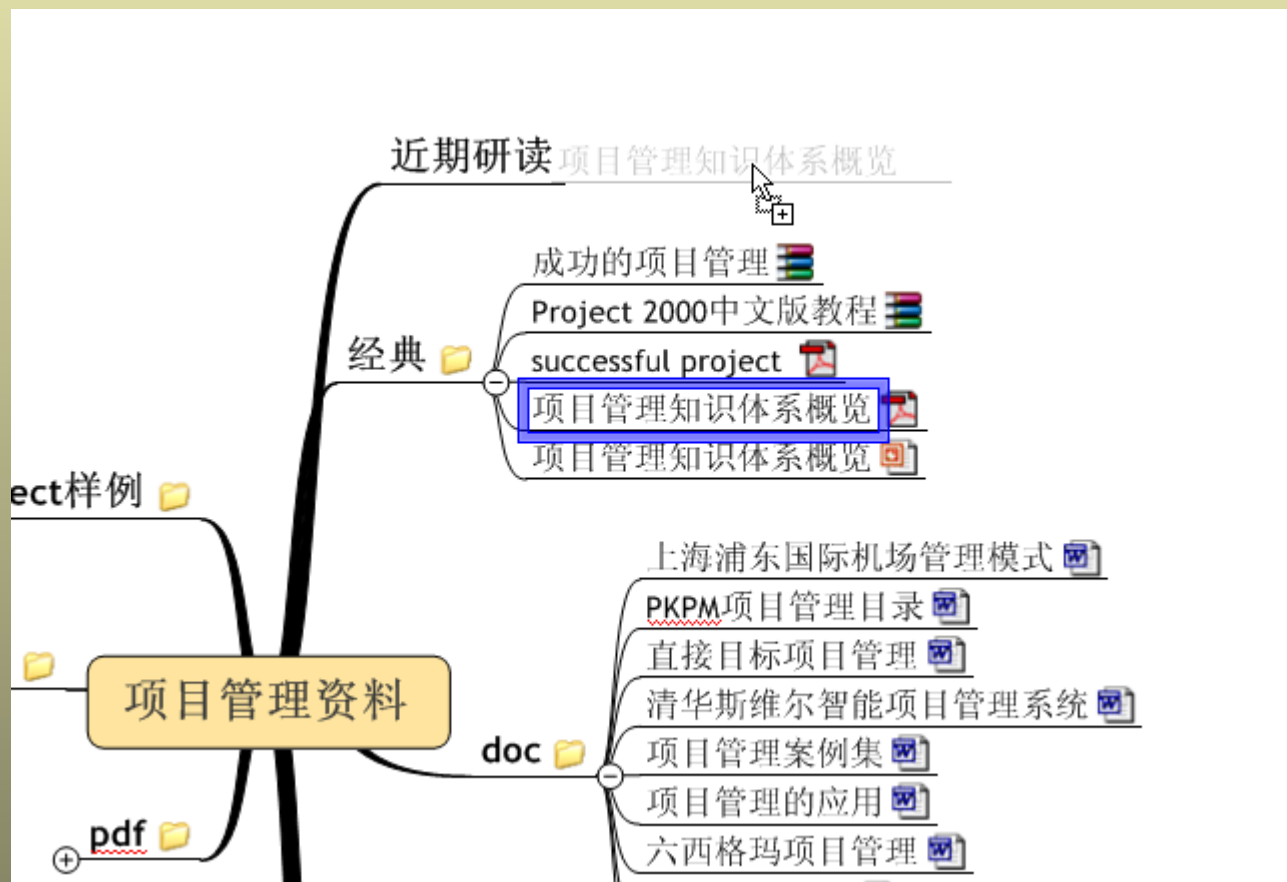 近期研读
项目管理知识体系概览
成功的项目管理
Project 2000中文版教程
经典
successful project
项目管理知识体系概览
项目管理知识体系概览
ect样例
上海浦东国际机场管理模式
PKPM项目管理目录
直接目标项目管理
项目管理资料
清华斯维尔智能项目管理系统
doc
项目管理案例集
项目管理的应用
pdf
六西格玛项目管理